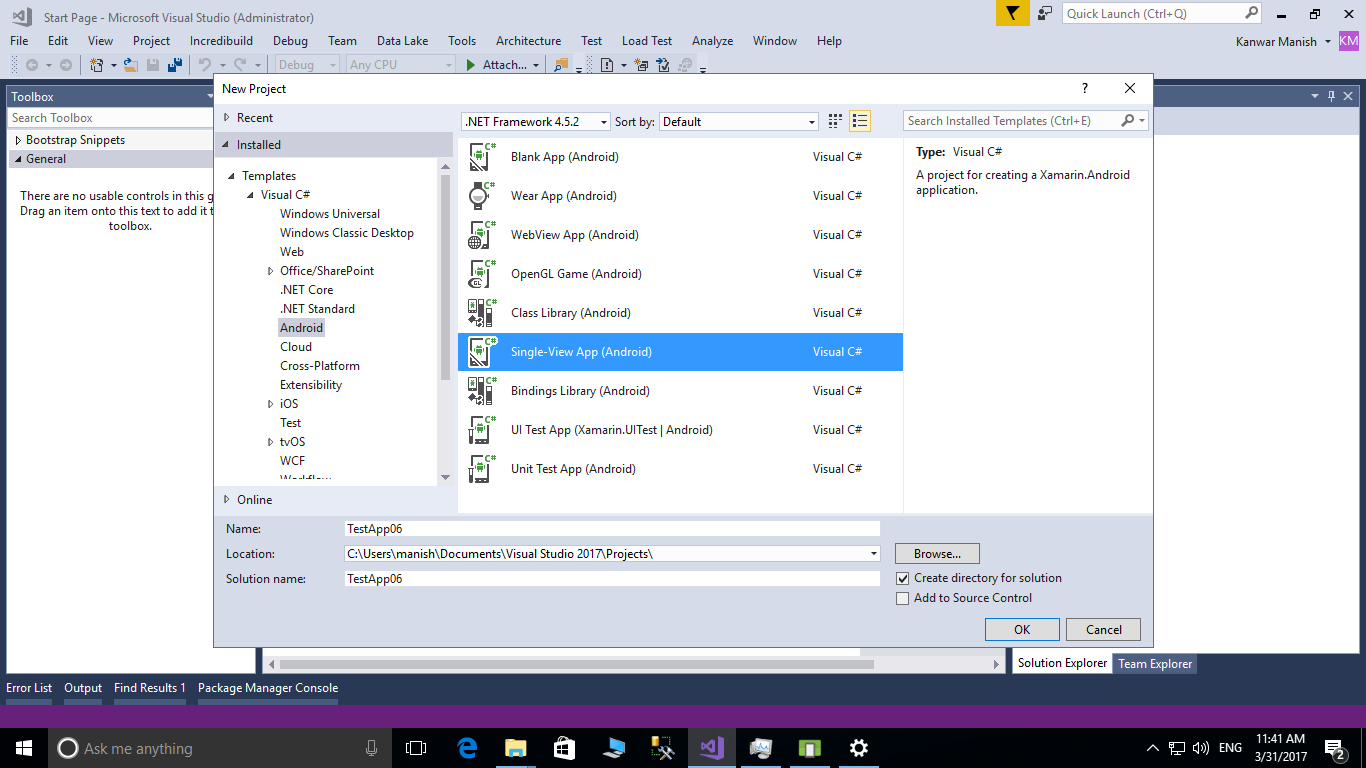 Start Page - Microsoft Visual Studio (Administrator)
Quick Launch (Ctrl+Q)
File Edit View Project Incredibuild Debug Team Data Lake Tools Architecture Test Load Test Analyze Window Help
Kanwar Manish KM
Debug Any CPU Attach...
Toolbox
Search Toolbox
Bootstrap Snippets
General
There are no usable controls in this g
Drag an item onto this text to add it t
toolbox.
New Project
?
Recent
Installed
Templates
Visual C#
Windows Universal
Windows Classic Desktop
Web
Office/SharePoint
.NET Core
.NET Standard
Android
Cloud
Cross-Platform
Extensibility
iOS
Test
tvOS
WCF
Workflow
Online
.NET Framework 4.5.2 Sort by: Default
Search Installed Templates (Ctrl+E)
C# Blank App (Android) Visual C#
C# Wear App (Android) Visual C#
C# WebView App (Android) Visual C#
C# GL OpenGL Game (Android) Visual C#
C# Class Library (Android) Visual C#
C# Single-View App (Android) Visual C#
C# Bindings Library (Android) Visual C#
C# UI Test App (Xamarin.UITest | Android) Visual C#
C# Unit Test App (Android) Visual C#
Type: Visual C#
A project for creating a Xamarin.Android
application.
Name: TestApp06
Location: C:\Users\manish\Documents\Visual Studio 2017\Projects\
Browse...
Solution name: TestApp06
Create directory for solution
Add to Source Control
OK Cancel
Solution Explorer Team Explorer
Error List Output Find Results 1 Package Manager Console
Ask me anything
ENG
11:41 AM
3/31/2017
2